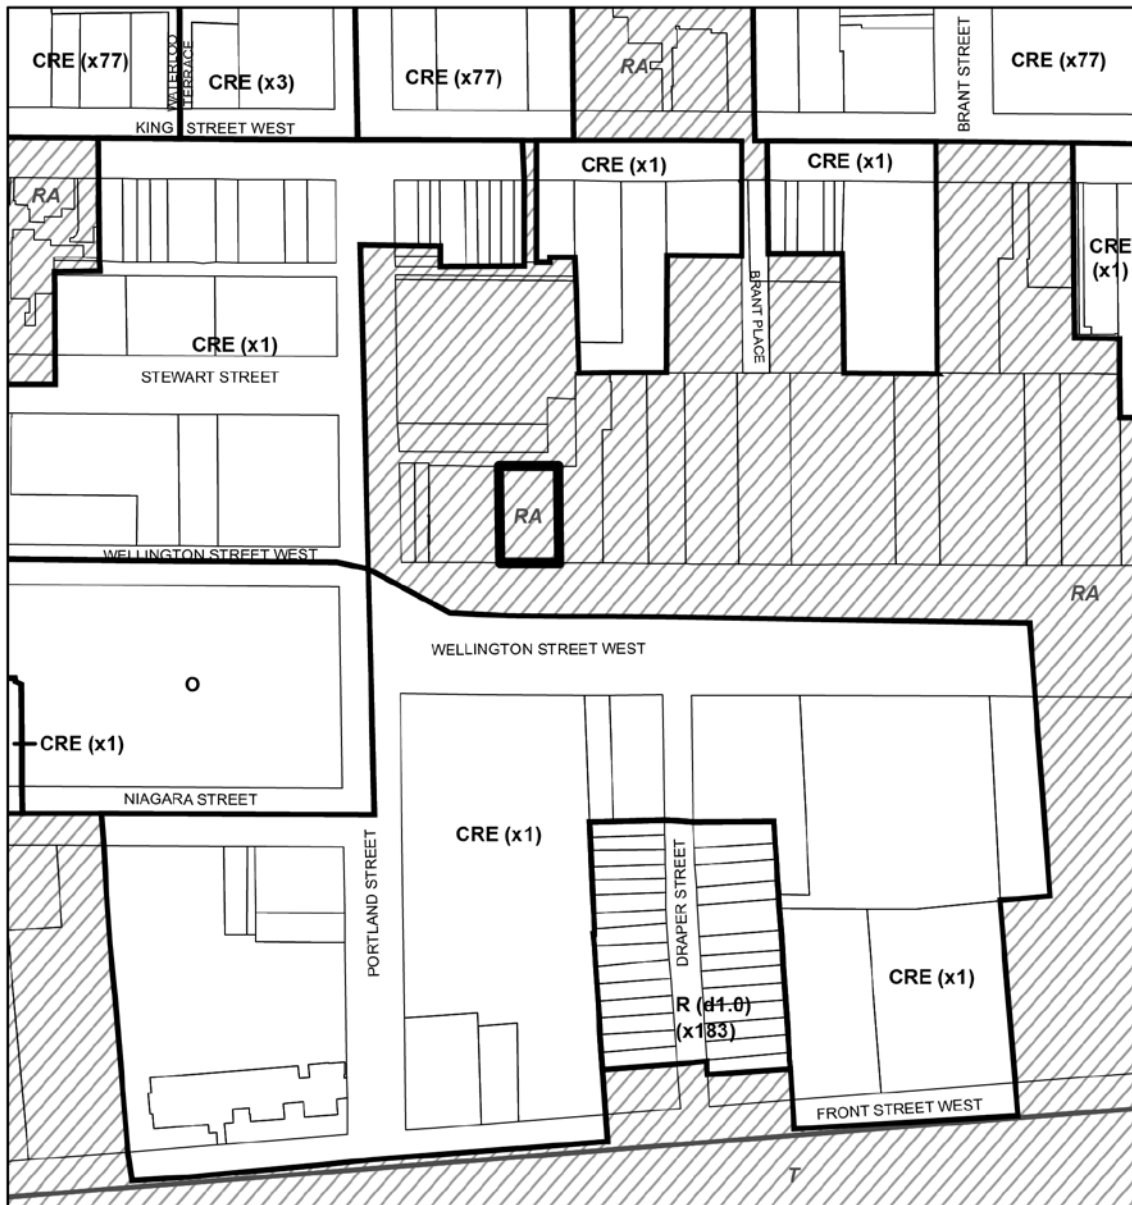 CRE (x77)
WATERLOO
TERRACE
CRE (x3)
CRE (x77)
RA
BRANT STREET
CRE (x77)
KING STREET WEST
RA
CRE (x1)
CRE (x1)
CRE
(x1)
BRANT PLACE
CRE (x1)
STEWART STREET
RA
WELLINGTON STREET WEST
RA
WELLINGTON STREET WEST
O
CRE (x1)
NIAGARA STREET
PORTLAND STREET
CRE (x1)
DRAPER STREET
R (d1.0)
(x183)
CRE (x1)
FRONT STREET WEST
T